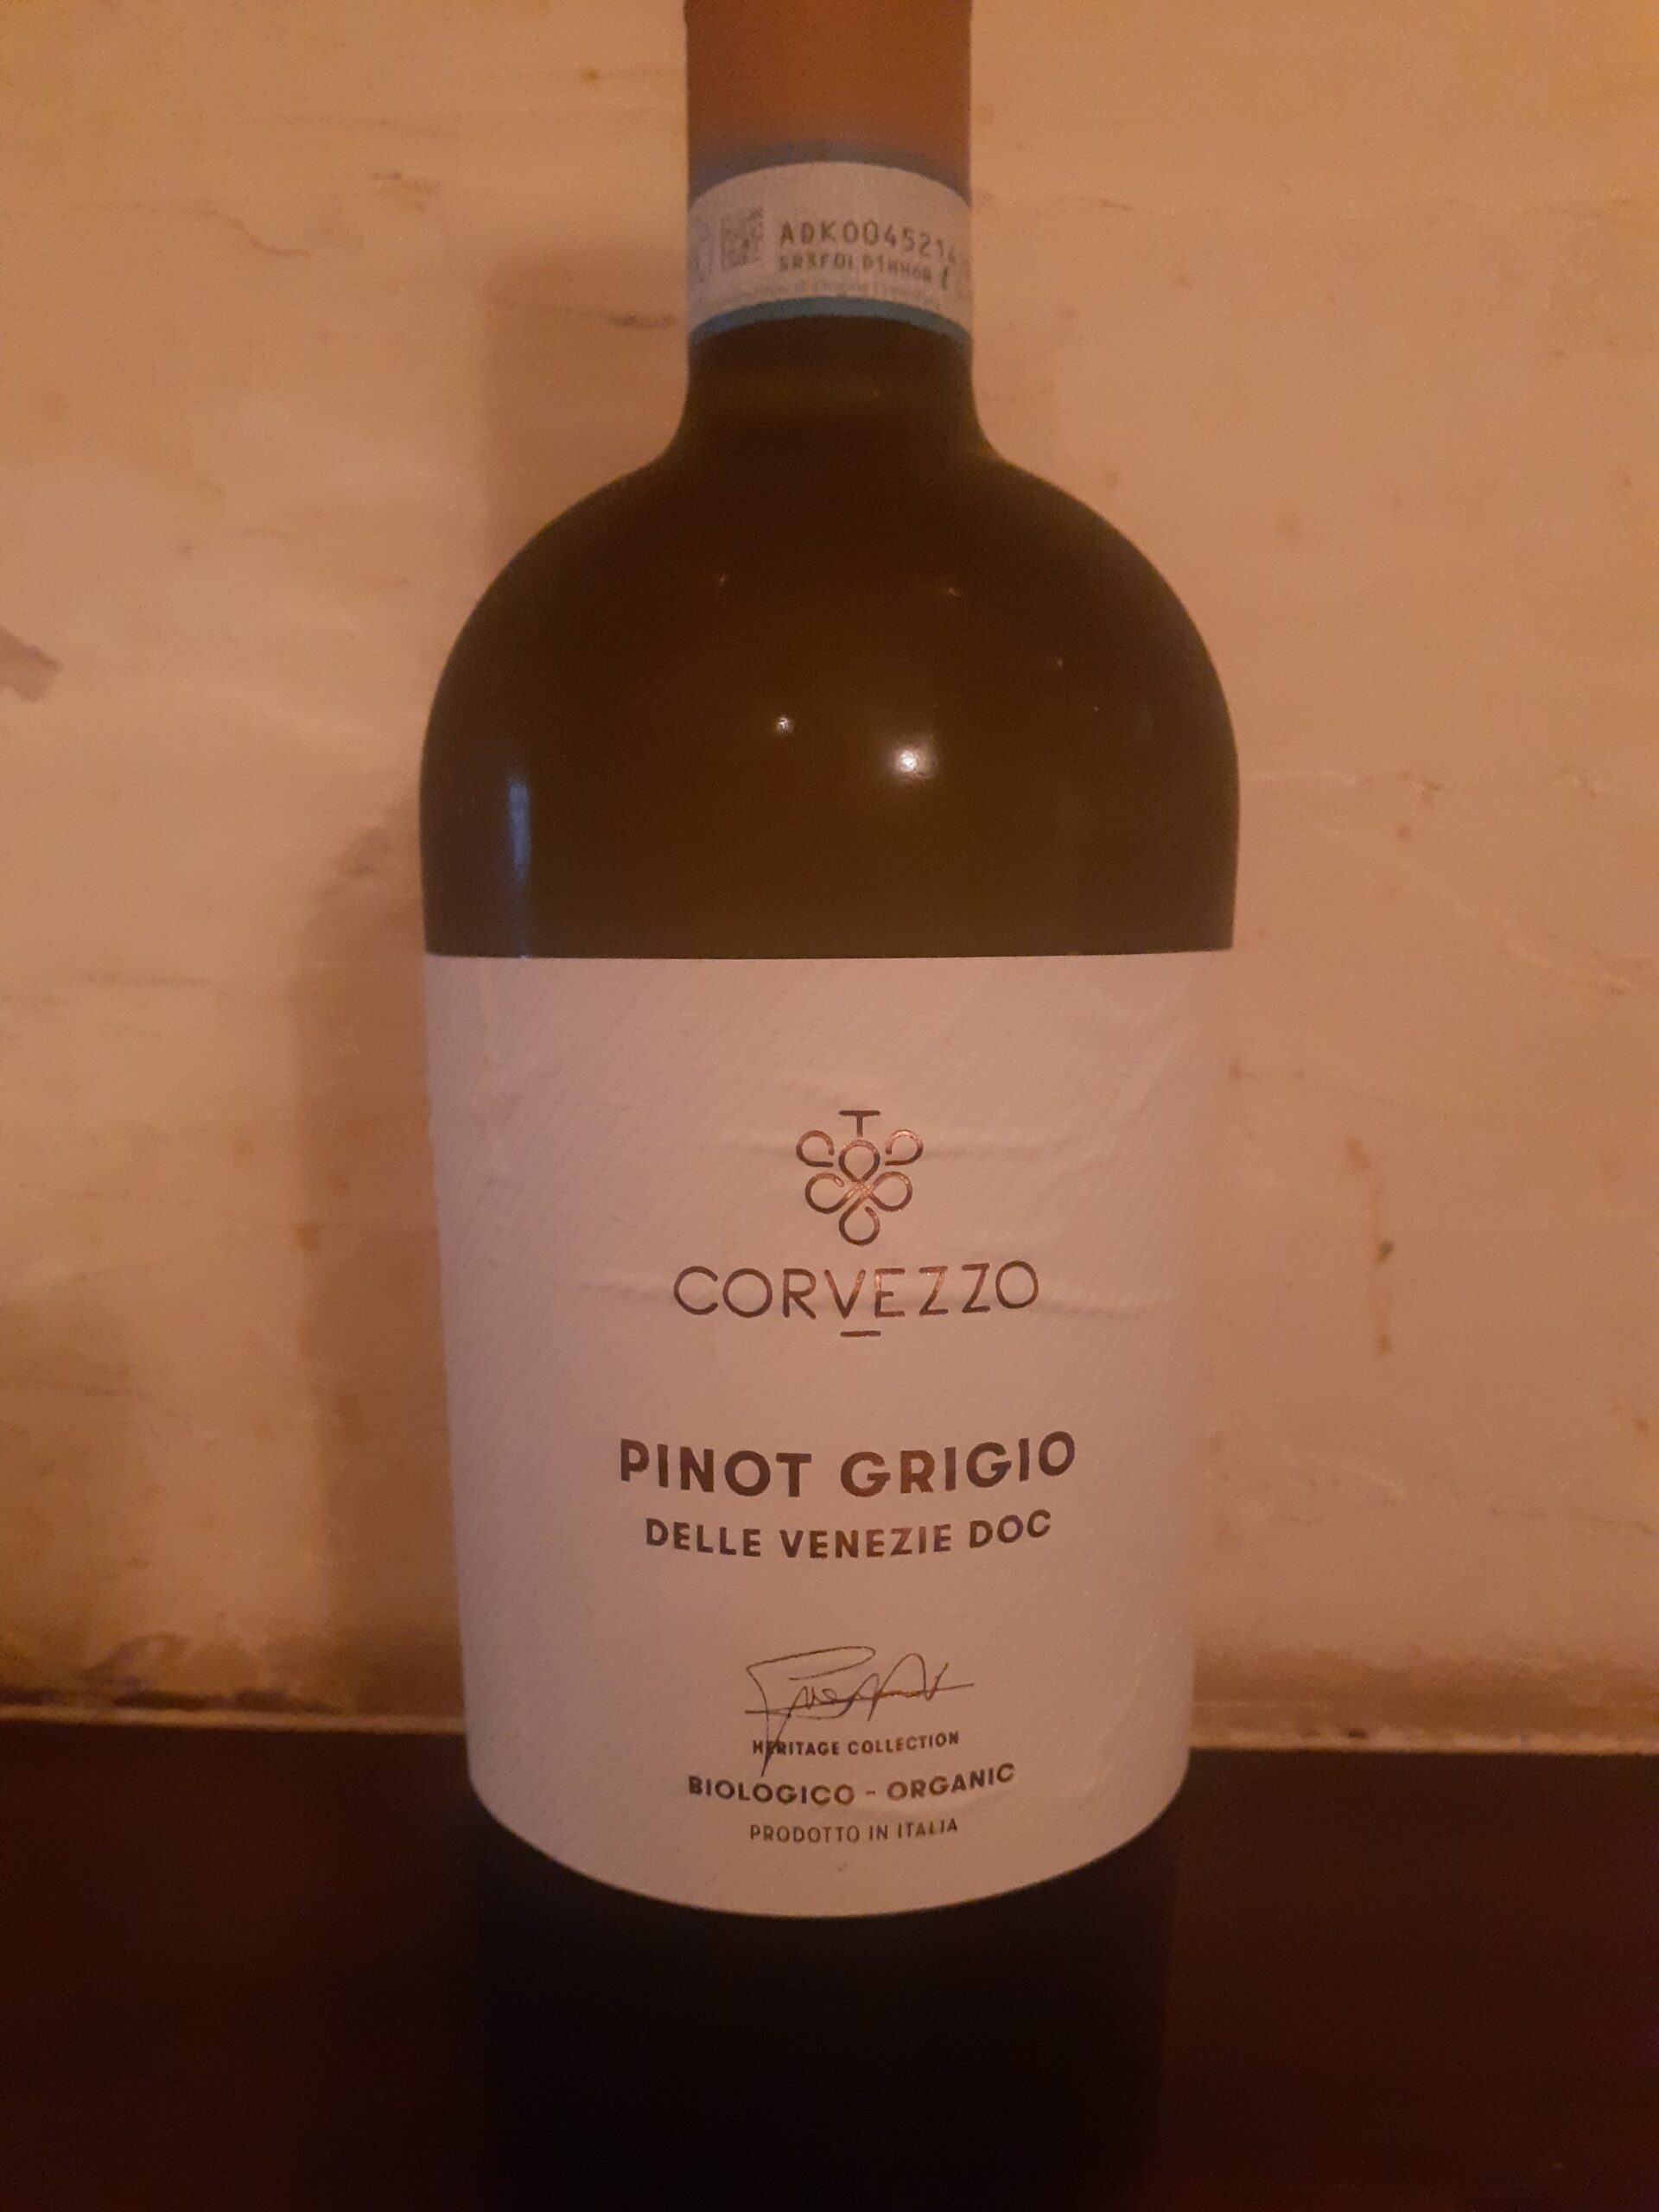 ADK0045214
CORVEZZO
PINOT GRIGIO
DELLE VENEZIE DOC
HERITAGE COLLECTION
BIOLOGICO - ORGANIC
PRODOTTO IN ITALIA